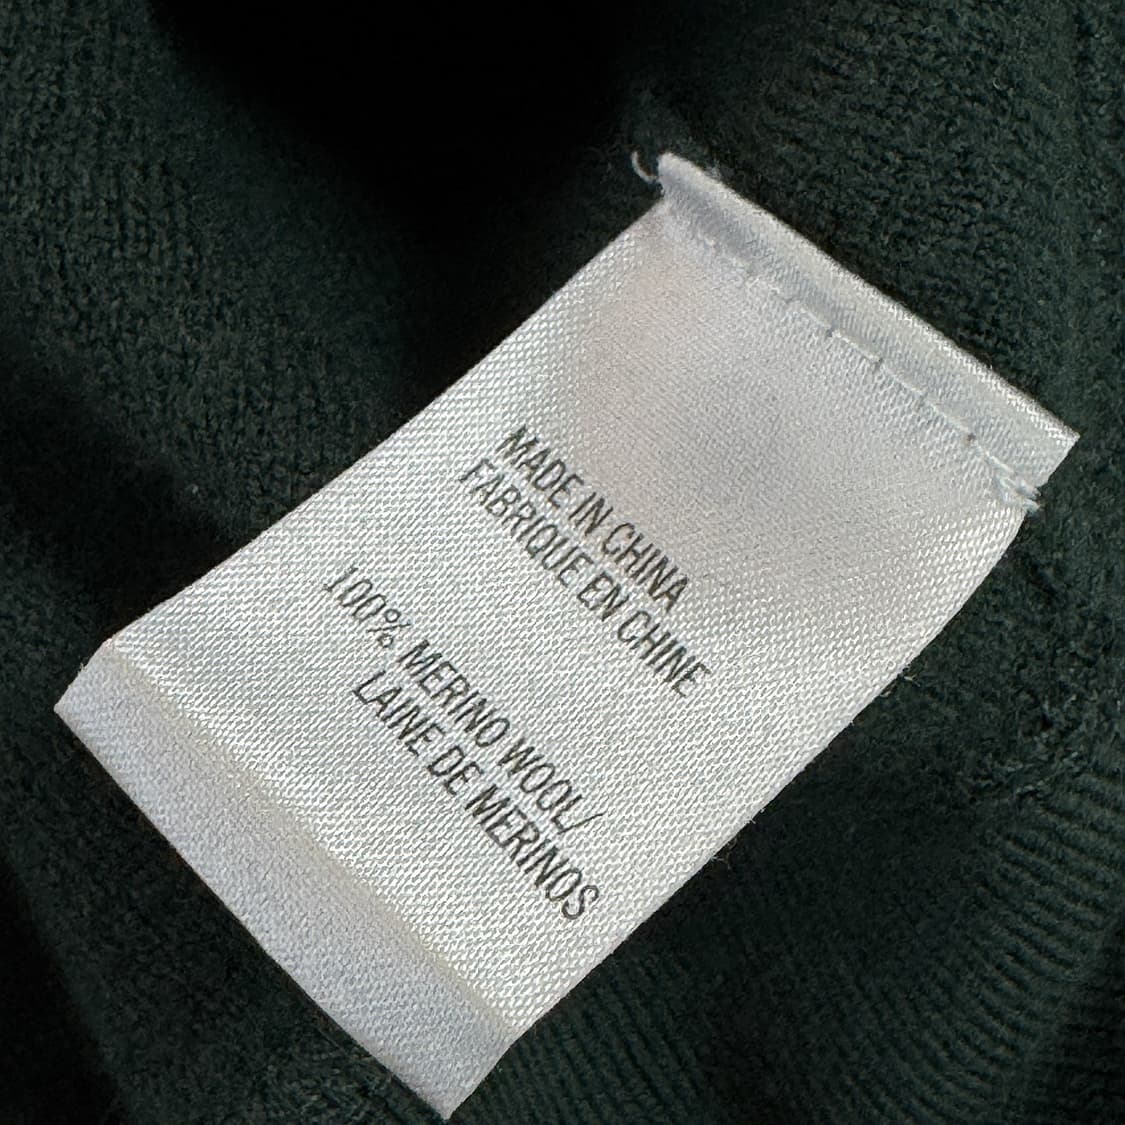 MADE IN CHINA
FABRIQUE EN CHINE
100% MERINO WOOL/
LAINE DE MERINOS